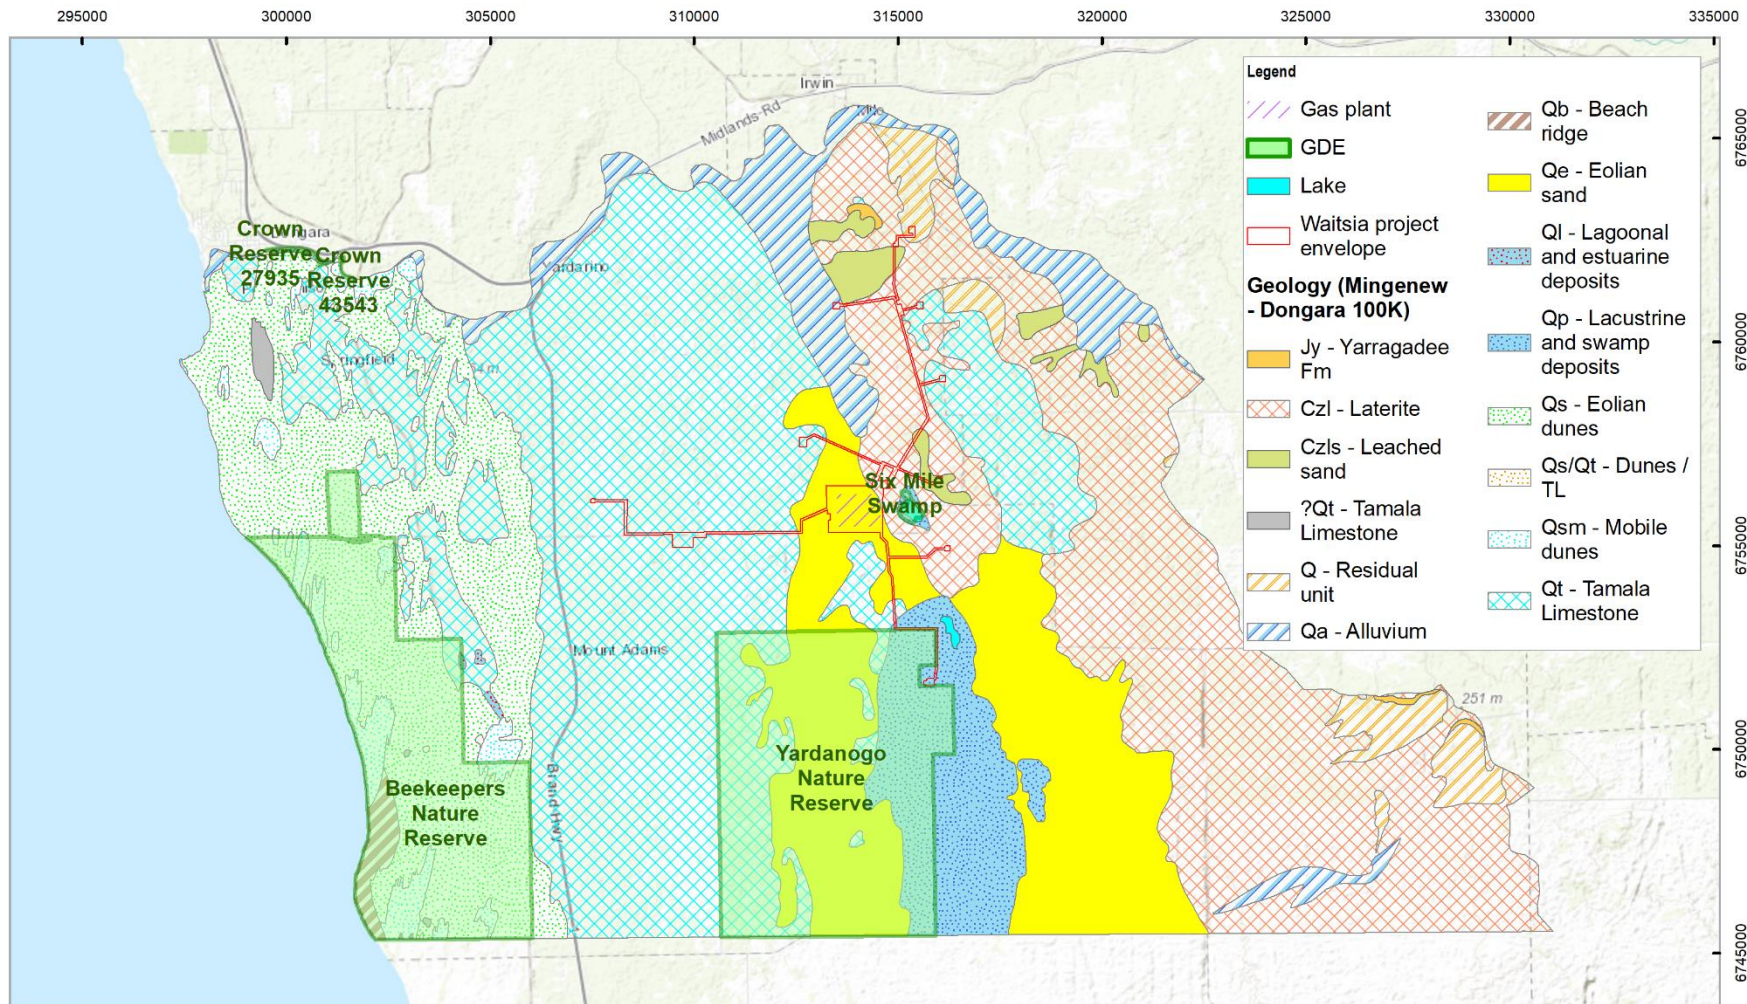 295000
300000
305000
310000
315000
320000
325000
330000
335000
6765000
6760000
6755000
6750000
6745000
Irwin
Midlands-Rd
Crown
Reserve
27935
Crown
Reserve
43543
Yardarino
Springfield
Six Mile
Swamp
Mount Adams
Brand Hwy
Yardanogo
Nature
Reserve
Beekeepers
Nature
Reserve
251 m
Legend
Gas plant
GDE
Lake
Waitsia project
envelope
Geology (Mingenew
- Dongara 100K)
Jy - Yarragadee
Fm
Czl - Laterite
Czls - Leached
sand
?Qt - Tamala
Limestone
Q - Residual
unit
Qa - Alluvium
Qb - Beach
ridge
Qe - Eolian
sand
Ql - Lagoonal
and estuarine
deposits
Qp - Lacustrine
and swamp
deposits
Qs - Eolian
dunes
Qs/Qt - Dunes /
TL
Qsm - Mobile
dunes
Qt - Tamala
Limestone